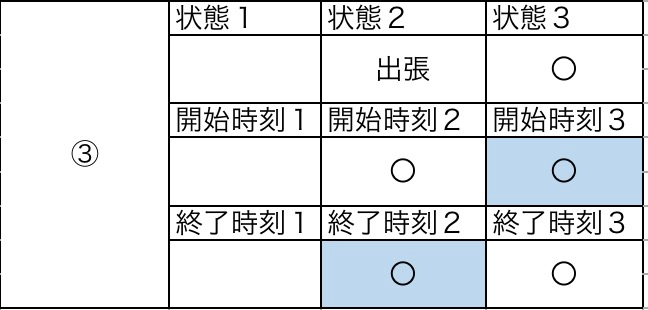 状態1 状態2 状態3
出張 〇
開始時刻1 開始時刻2 開始時刻3
③ 〇 〇
終了時刻1 終了時刻2 終了時刻3
〇 〇